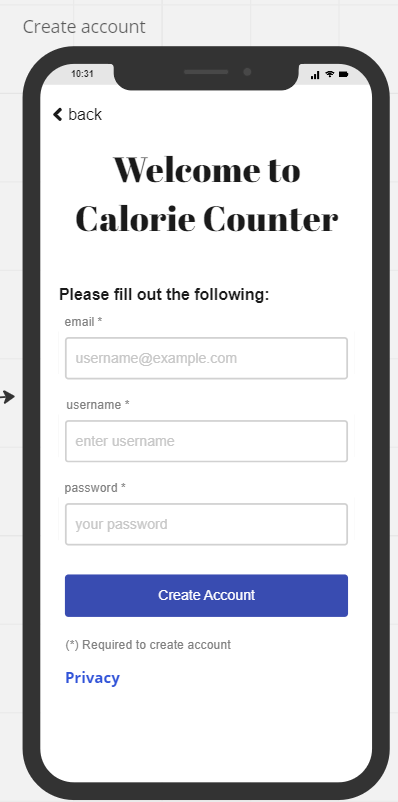 Create account
10:31
back
Welcome to
Calorie Counter
Please fill out the following:
email *
username@example.com
username *
enter username
password *
your password
Create Account
(*) Required to create account
Privacy